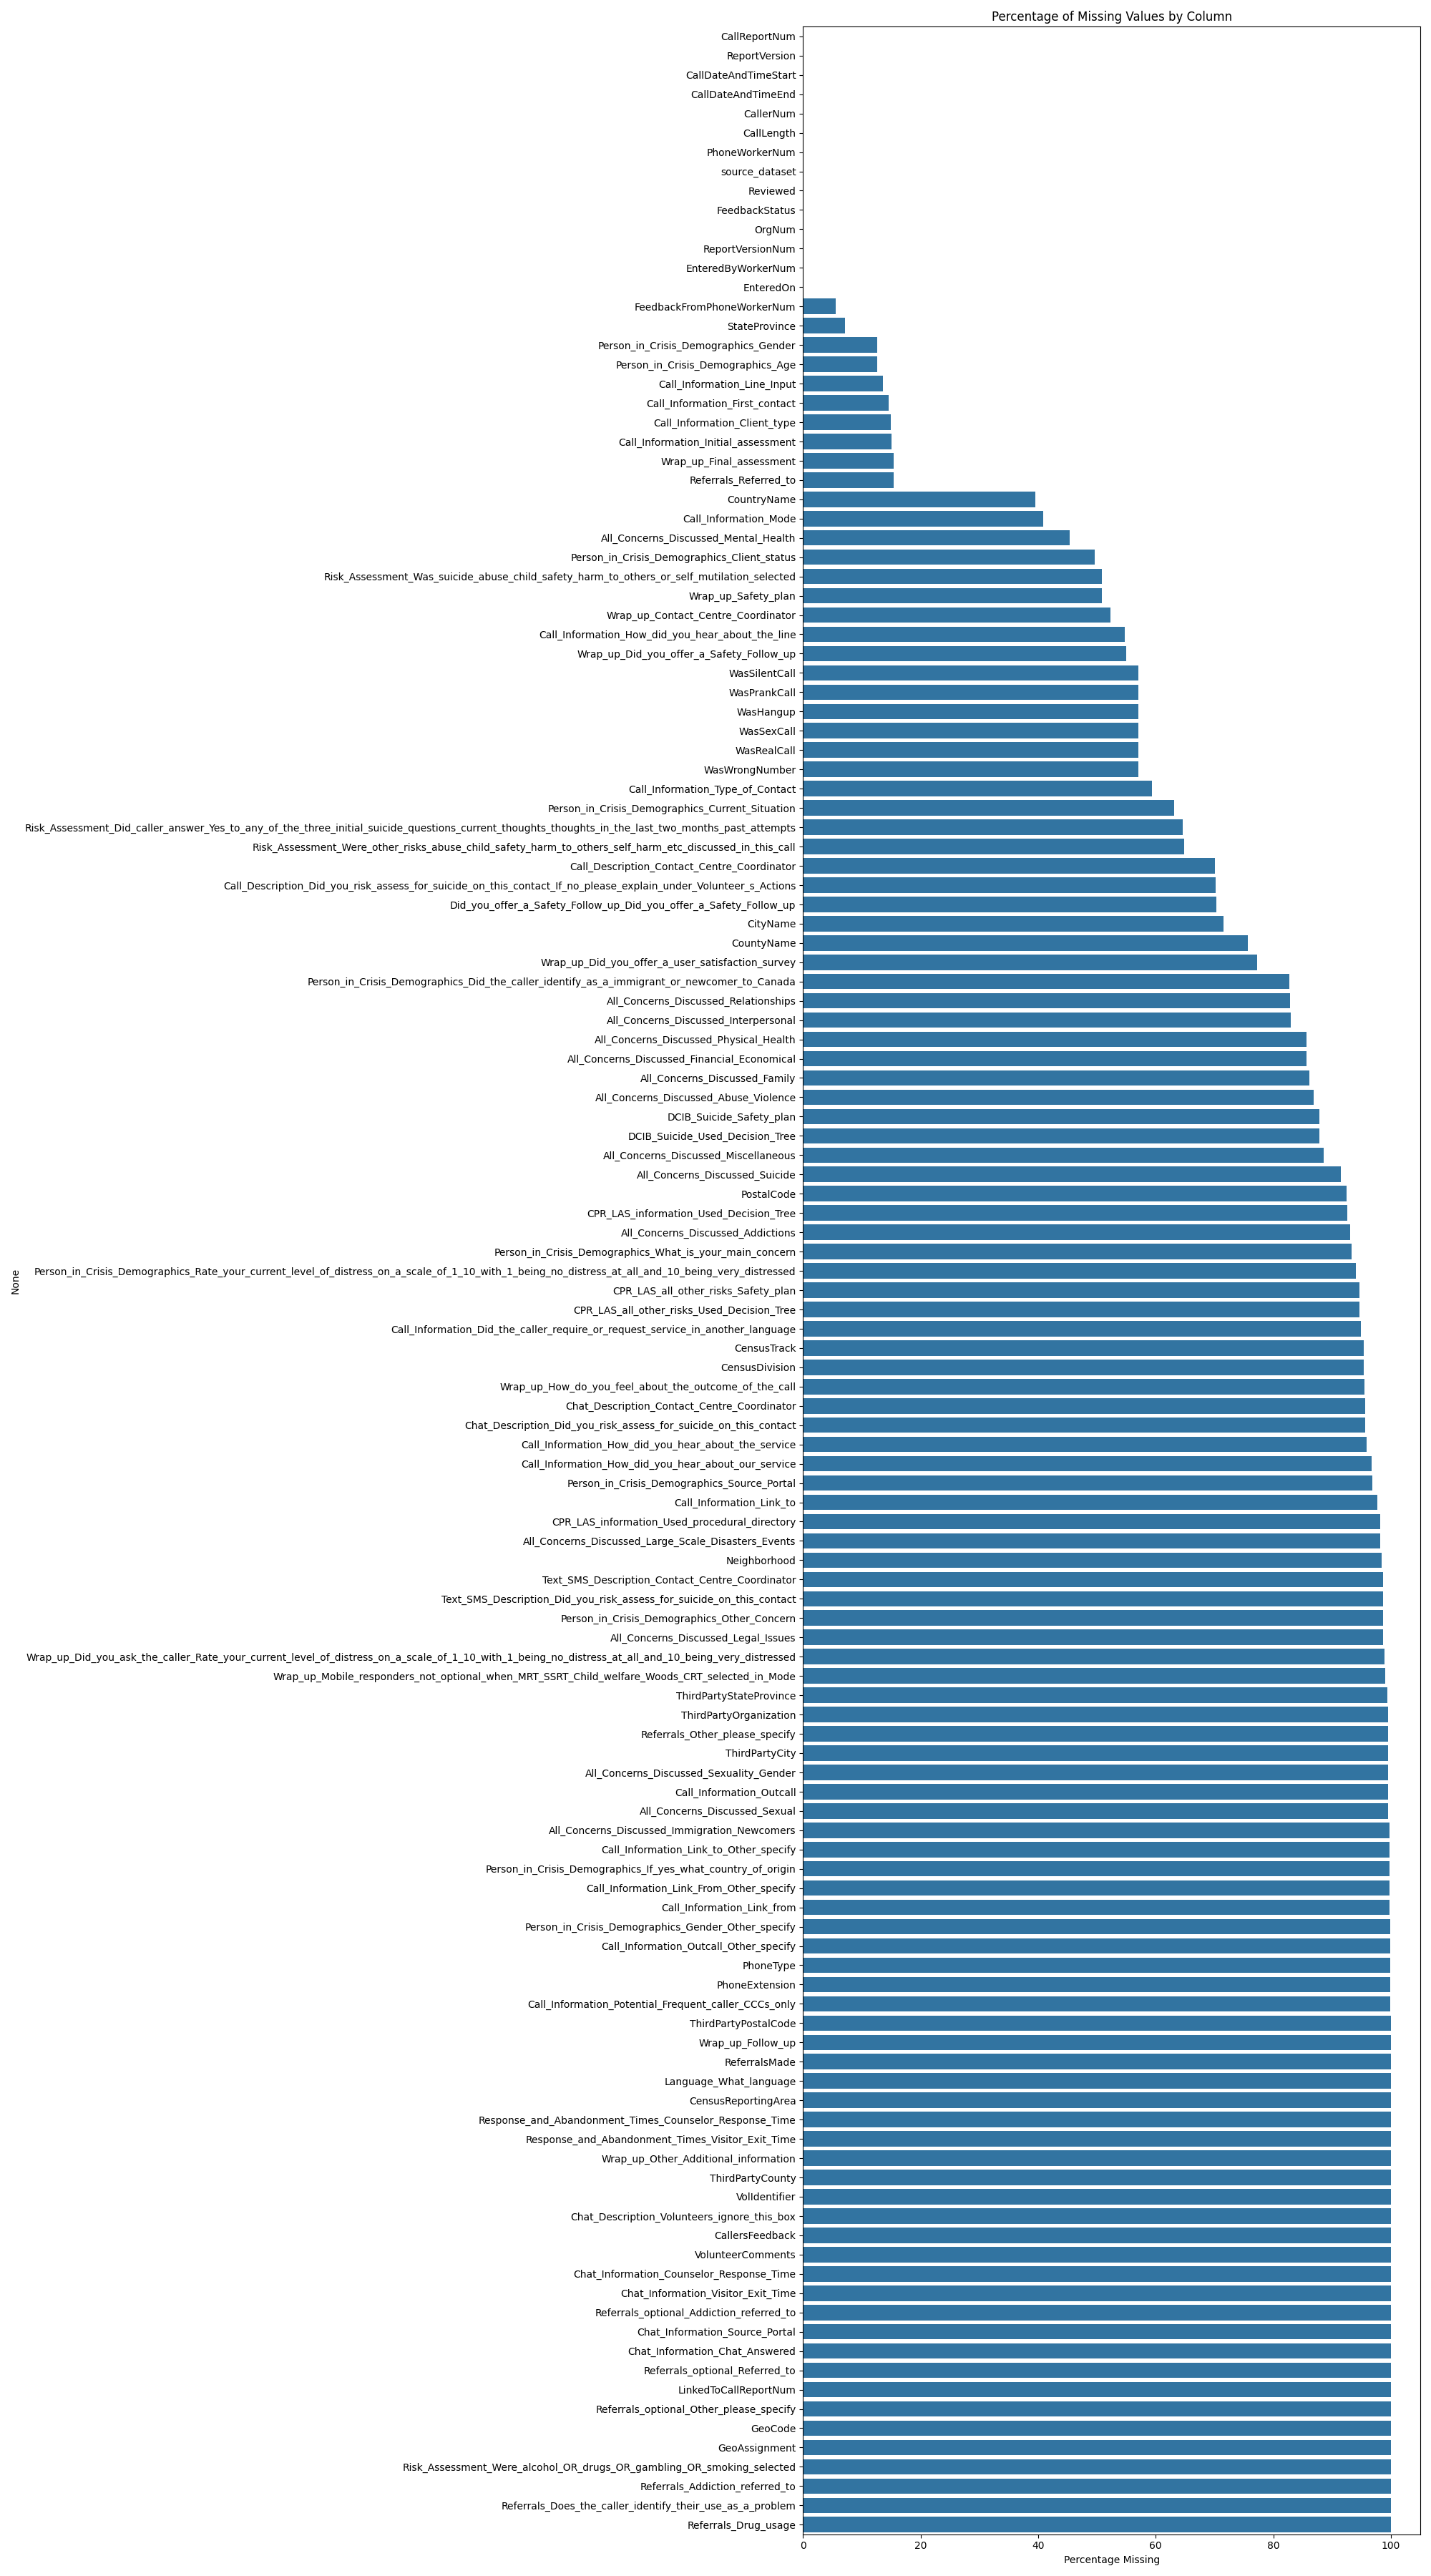 Percentage of Missing Values by Column
CallReportNum
ReportVersion
CallDateAndTimeStart
CallDateAndTimeEnd
CallerNum
CallLength
PhoneWorkerNum
source_dataset
Reviewed
FeedbackStatus
OrgNum
ReportVersionNum
EnteredByWorkerNum
EnteredOn
FeedbackFromPhoneWorkerNum
StateProvince
Person_in_Crisis_Demographics_Gender
Person_in_Crisis_Demographics_Age
Call_Information_Line_Input
Call_Information_First_contact
Call_Information_Client_type
Call_Information_Initial_assessment
Wrap_up_Final_assessment
Referrals_Referred_to
CountryName
Call_Information_Mode
All_Concerns_Discussed_Mental_Health
Person_in_Crisis_Demographics_Client_status
Risk_Assessment_Was_suicide_abuse_child_safety_harm_to_others_or_self_mutilation_selected
Wrap_up_Safety_plan
Wrap_up_Contact_Centre_Coordinator
Call_Information_How_did_you_hear_about_the_line
Wrap_up_Did_you_offer_a_Safety_Follow_up
WasSilentCall
WasPrankCall
WasHangup
WasSexCall
WasRealCall
WasWrongNumber
Call_Information_Type_of_Contact
Person_in_Crisis_Demographics_Current_Situation
Risk_Assessment_Did_caller_answer_Yes_to_any_of_the_three_initial_suicide_questions_current_thoughts_thoughts_in_the_last_two_months_past_attempts
Risk_Assessment_Were_other_risks_abuse_child_safety_harm_to_others_self_harm_etc_discussed_in_this_call
Call_Description_Contact_Centre_Coordinator
Call_Description_Did_you_risk_assess_for_suicide_on_this_contact_If_no_please_explain_under_Volunteer_s_Actions
Did_you_offer_a_Safety_Follow_up_Did_you_offer_a_Safety_Follow_up
CityName
CountyName
Wrap_up_Did_you_offer_a_user_satisfaction_survey
Person_in_Crisis_Demographics_Did_the_caller_identify_as_a_immigrant_or_newcomer_to_Canada
All_Concerns_Discussed_Relationships
All_Concerns_Discussed_Interpersonal
All_Concerns_Discussed_Physical_Health
All_Concerns_Discussed_Financial_Economical
All_Concerns_Discussed_Family
All_Concerns_Discussed_Abuse_Violence
DCIB_Suicide_Safety_plan
DCIB_Suicide_Used_Decision_Tree
All_Concerns_Discussed_Miscellaneous
All_Concerns_Discussed_Suicide
PostalCode
CPR_LAS_information_Used_Decision_Tree
All_Concerns_Discussed_Addictions
Person_in_Crisis_Demographics_What_is_your_main_concern
Person_in_Crisis_Demographics_Rate_your_current_level_of_distress_on_a_scale_of_1_10_with_1_being_no_distress_at_all_and_10_being_very_distressed
CPR_LAS_all_other_risks_Safety_plan
CPR_LAS_all_other_risks_Used_Decision_Tree
Call_Information_Did_the_caller_require_or_request_service_in_another_language
CensusTrack
CensusDivision
Wrap_up_How_do_you_feel_about_the_outcome_of_the_call
Chat_Description_Contact_Centre_Coordinator
Chat_Description_Did_you_risk_assess_for_suicide_on_this_contact
Call_Information_How_did_you_hear_about_the_service
Call_Information_How_did_you_hear_about_our_service
Person_in_Crisis_Demographics_Source_Portal
Call_Information_Link_to
CPR_LAS_information_Used_procedural_directory
All_Concerns_Discussed_Large_Scale_Disasters_Events
Neighborhood
Text_SMS_Description_Contact_Centre_Coordinator
Text_SMS_Description_Did_you_risk_assess_for_suicide_on_this_contact
Person_in_Crisis_Demographics_Other_Concern
All_Concerns_Discussed_Legal_Issues
Wrap_up_Did_you_ask_the_caller_Rate_your_current_level_of_distress_on_a_scale_of_1_10_with_1_being_no_distress_at_all_and_10_being_very_distressed
Wrap_up_Mobile_responders_not_optional_when_MRT_SSRT_Child_welfare_Woods_CRT_selected_in_Mode
ThirdPartyStateProvince
ThirdPartyOrganization
Referrals_Other_please_specify
ThirdPartyCity
All_Concerns_Discussed_Sexuality_Gender
Call_Information_Outcall
All_Concerns_Discussed_Sexual
All_Concerns_Discussed_Immigration_Newcomers
Call_Information_Link_to_Other_specify
Person_in_Crisis_Demographics_If_yes_what_country_of_origin
Call_Information_Link_From_Other_specify
Call_Information_Link_from
Person_in_Crisis_Demographics_Gender_Other_specify
Call_Information_Outcall_Other_specify
PhoneType
PhoneExtension
Call_Information_Potential_Frequent_caller_CCCs_only
ThirdPartyPostalCode
Wrap_up_Follow_up
ReferralsMade
Language_What_language
CensusReportingArea
Response_and_Abandonment_Times_Counselor_Response_Time
Response_and_Abandonment_Times_Visitor_Exit_Time
Wrap_up_Other_Additional_information
ThirdPartyCounty
VolIdentifier
Chat_Description_Volunteers_ignore_this_box
CallersFeedback
VolunteerComments
Chat_Information_Counselor_Response_Time
Chat_Information_Visitor_Exit_Time
Referrals_optional_Addiction_referred_to
Chat_Information_Source_Portal
Chat_Information_Chat_Answered
Referrals_optional_Referred_to
LinkedToCallReportNum
Referrals_optional_Other_please_specify
GeoCode
GeoAssignment
Risk_Assessment_Were_alcohol_OR_drugs_OR_gambling_OR_smoking_selected
Referrals_Addiction_referred_to
Referrals_Does_the_caller_identify_their_use_as_a_problem
Referrals_Drug_usage
None
0 20 40 60 80 100
Percentage Missing